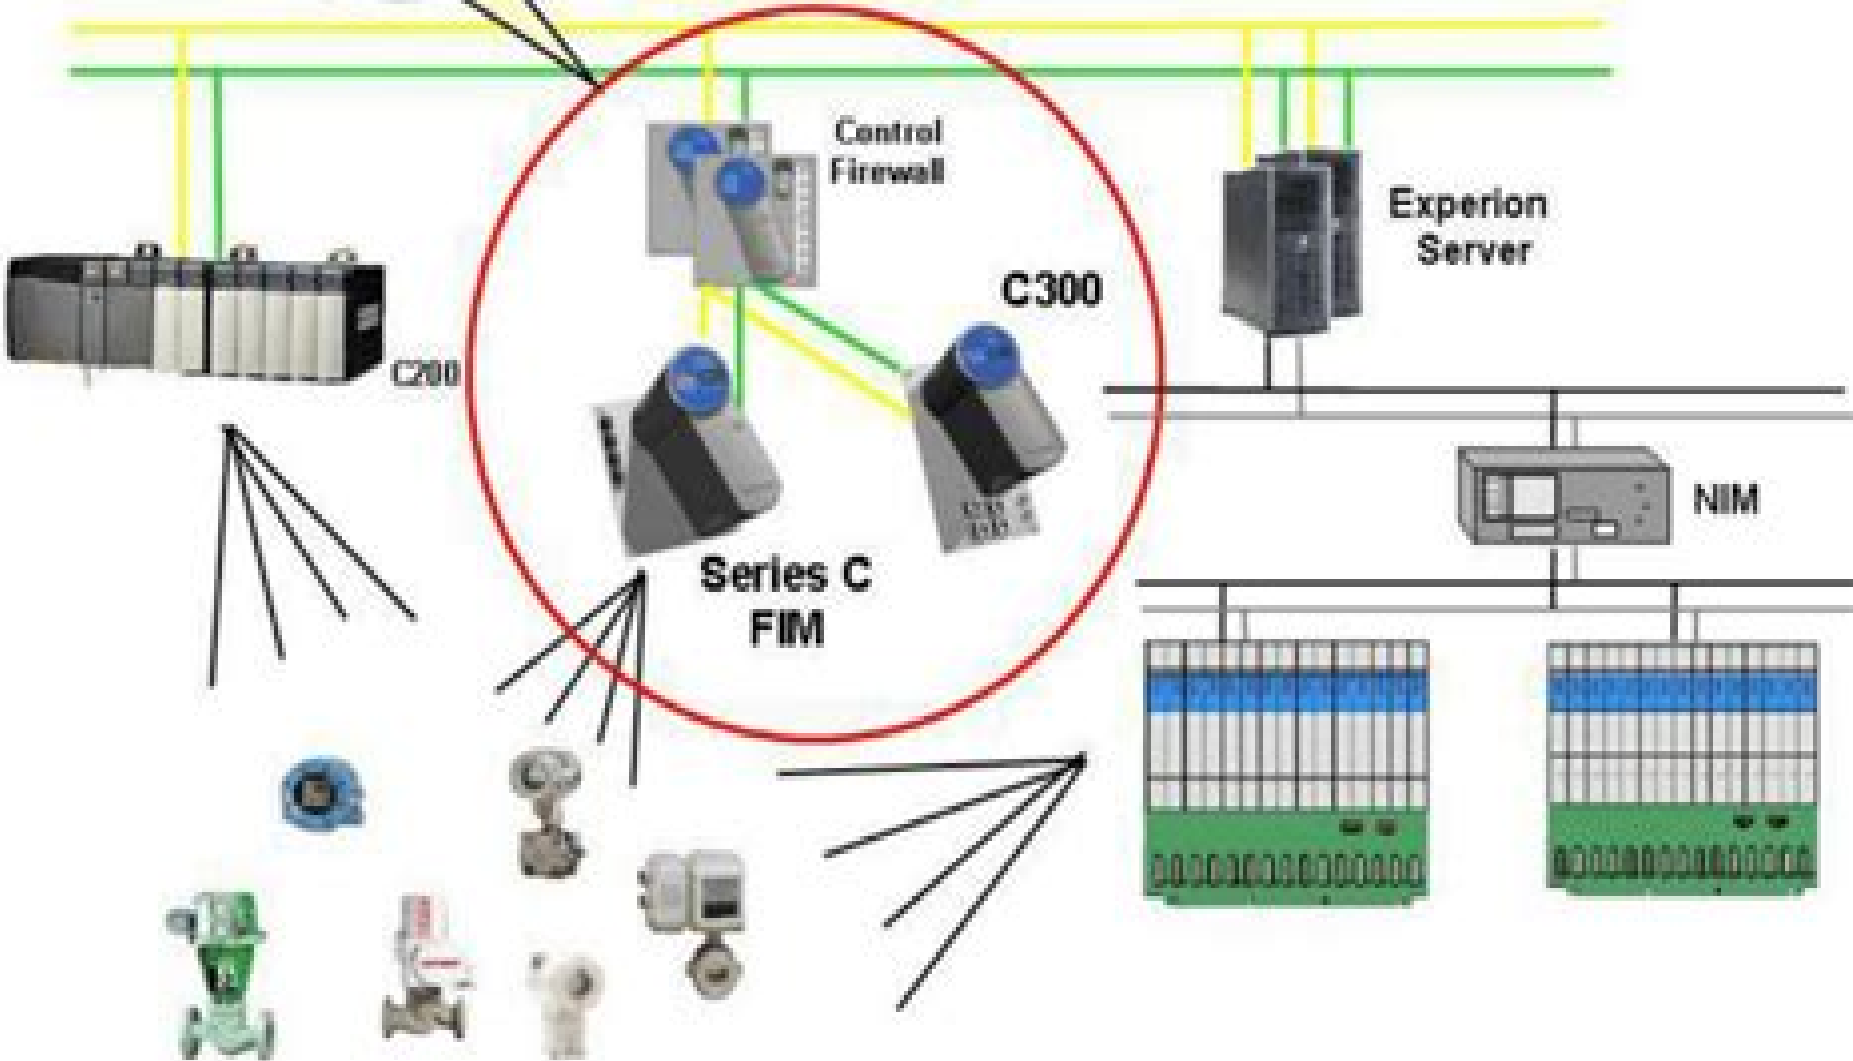 Control
Firewall
Experion
Server
C300
C200
NIM
Series C
FIM